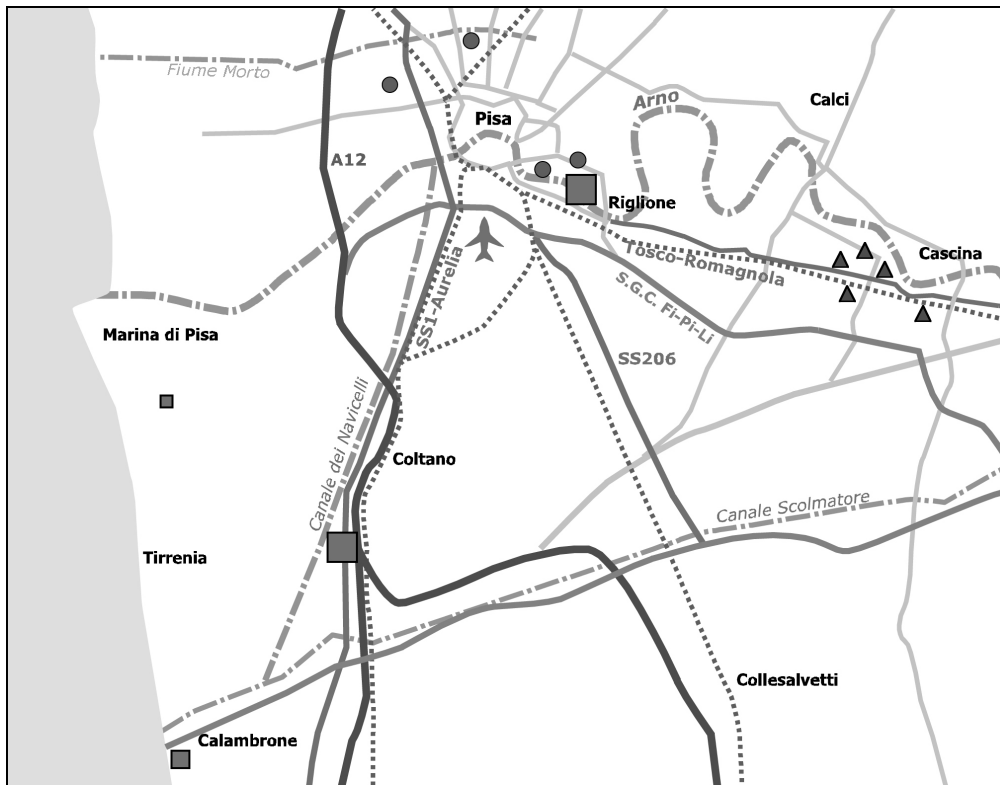 Fiume Morto
Arno
Calci
Pisa
A12
Riglione
Tosco-Romagnola
Cascina
SS1-Aurelia
S.G.C. Fi-Pi-Li
Marina di Pisa
SS206
Canale dei Navicelli
Coltano
Canale Scolmatore
Tirrenia
Collesalvetti
Calambrone